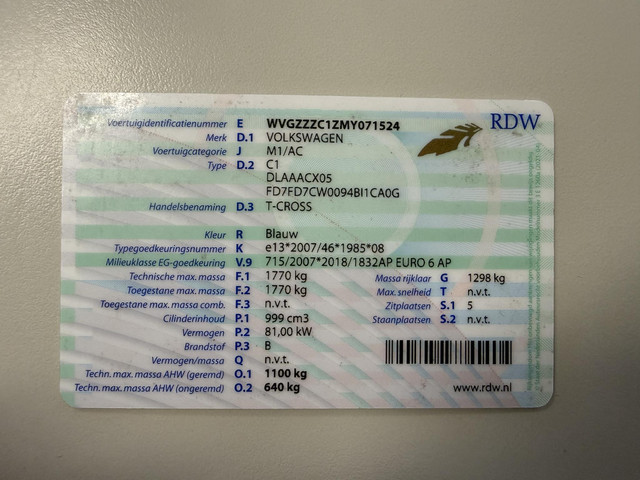 RDW
Voertuigidentificatienummer E WVGZZZC1ZMY071524
Merk D.1 VOLKSWAGEN
Voertuigcategorie J M1/AC
Type D.2 C1
DLAAACX05
FD7FD7CW0094BI1CA0G
Handelsbenaming D.3 T-CROSS
Kleur R Blauw
Typegoedkeuringsnummer K e13*2007/46*1985*08
Milieuklasse EG-goedkeuring V.9 715/2007*2018/1832AP EURO 6 AP
Technische max. massa F.1 1770 kg Massa rijklaar G 1298 kg
Toegestane max. massa F.2 1770 kg Max. snelheid T n.v.t.
Toegestane max. massa comb. F.3 n.v.t. Zitplaatsen S.1 5
Cilinderinhoud P.1 999 cm3 Staanplaatsen S.2 n.v.t.
Vermogen P.2 81,00 kW
Brandstof P.3 B
Vermogen/massa Q n.v.t.
Techn. max. massa AHW (geremd) O.1 1100 kg
Techn. max. massa AHW (ongeremd) O.2 640 kg
www.rdw.nl